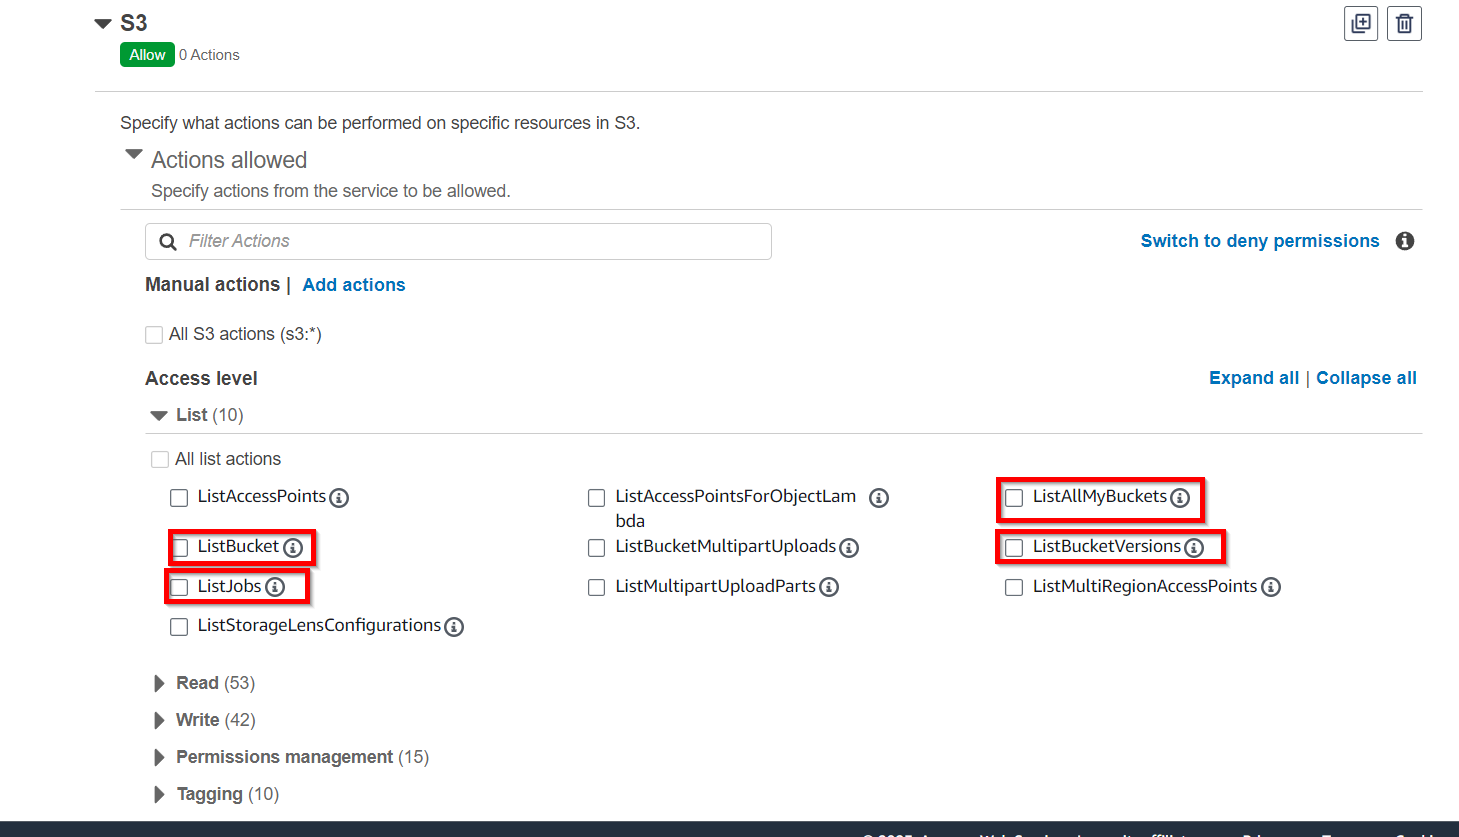 S3
Allow 0 Actions
Specify what actions can be performed on specific resources in S3.
Actions allowed
Specify actions from the service to be allowed.
Filter Actions
Switch to deny permissions
Manual actions | Add actions
All S3 actions (s3:*)
Access level
Expand all | Collapse all
List (10)
All list actions
ListAccessPoints
ListAccessPointsForObjectLam
bda
ListAllMyBuckets
ListBucket
ListBucketMultipartUploads
ListBucketVersions
ListJobs
ListMultipartUploadParts
ListMultiRegionAccessPoints
ListStorageLensConfigurations
Read (53)
Write (42)
Permissions management (15)
Tagging (10)